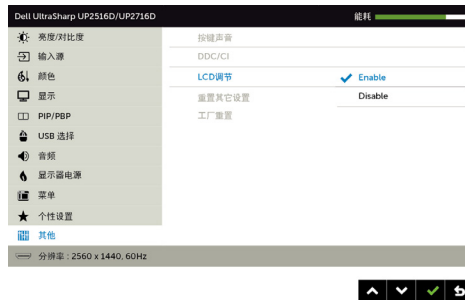 Dell UltraSharp UP2516D/UP2716D 能耗
亮度/对比度 按键声音
输入源 DDC/CI
颜色 LCD调节 Enable
显示 重置其它设置 Disable
PIP/PBP 工厂重置
USB 选择
音频
显示器电源
菜单
个性设置
其他
分辨率 : 2560 x 1440, 60Hz